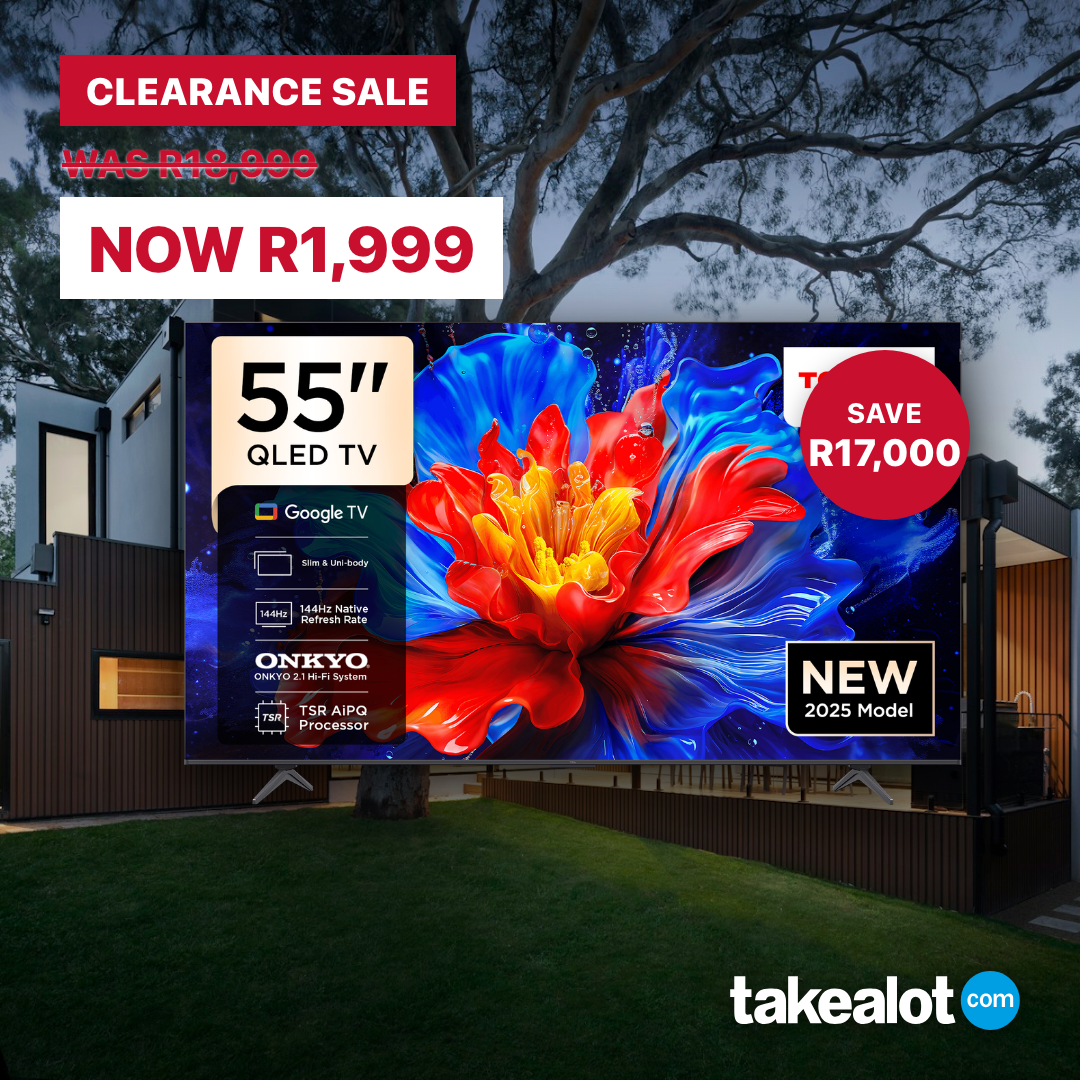 CLEARANCE SALE
WAS R18,999
NOW R1,999
55"
QLED TV
SAVE
R17,000
Google TV
Slim & Uni-body
144Hz
144Hz Native
Refresh Rate
ONKYO
ONKYO 2.1 Hi-Fi System
TSR
TSR AiPQ
Processor
NEW
2025 Model
takealot com